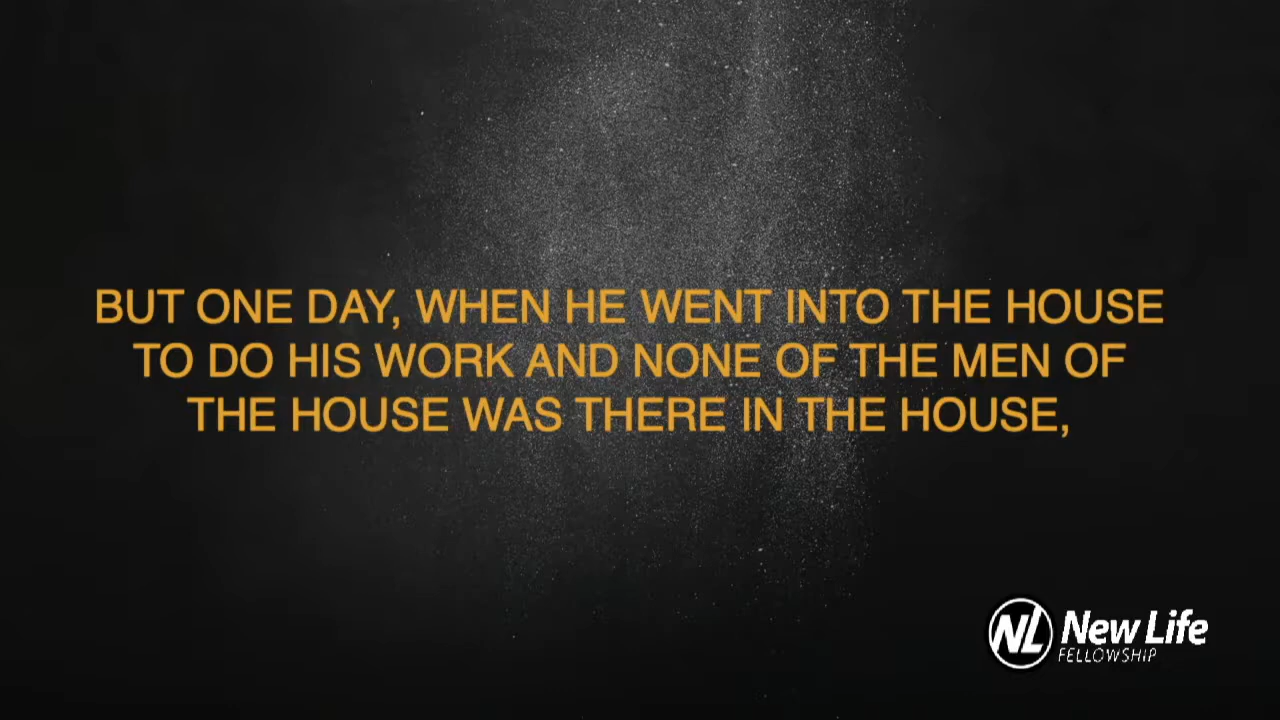 BUT ONE DAY, WHEN HE WENT INTO THE HOUSE
TO DO HIS WORK AND NONE OF THE MEN OF
THE HOUSE WAS THERE IN THE HOUSE,
NL New Life
FELLOWSHIP